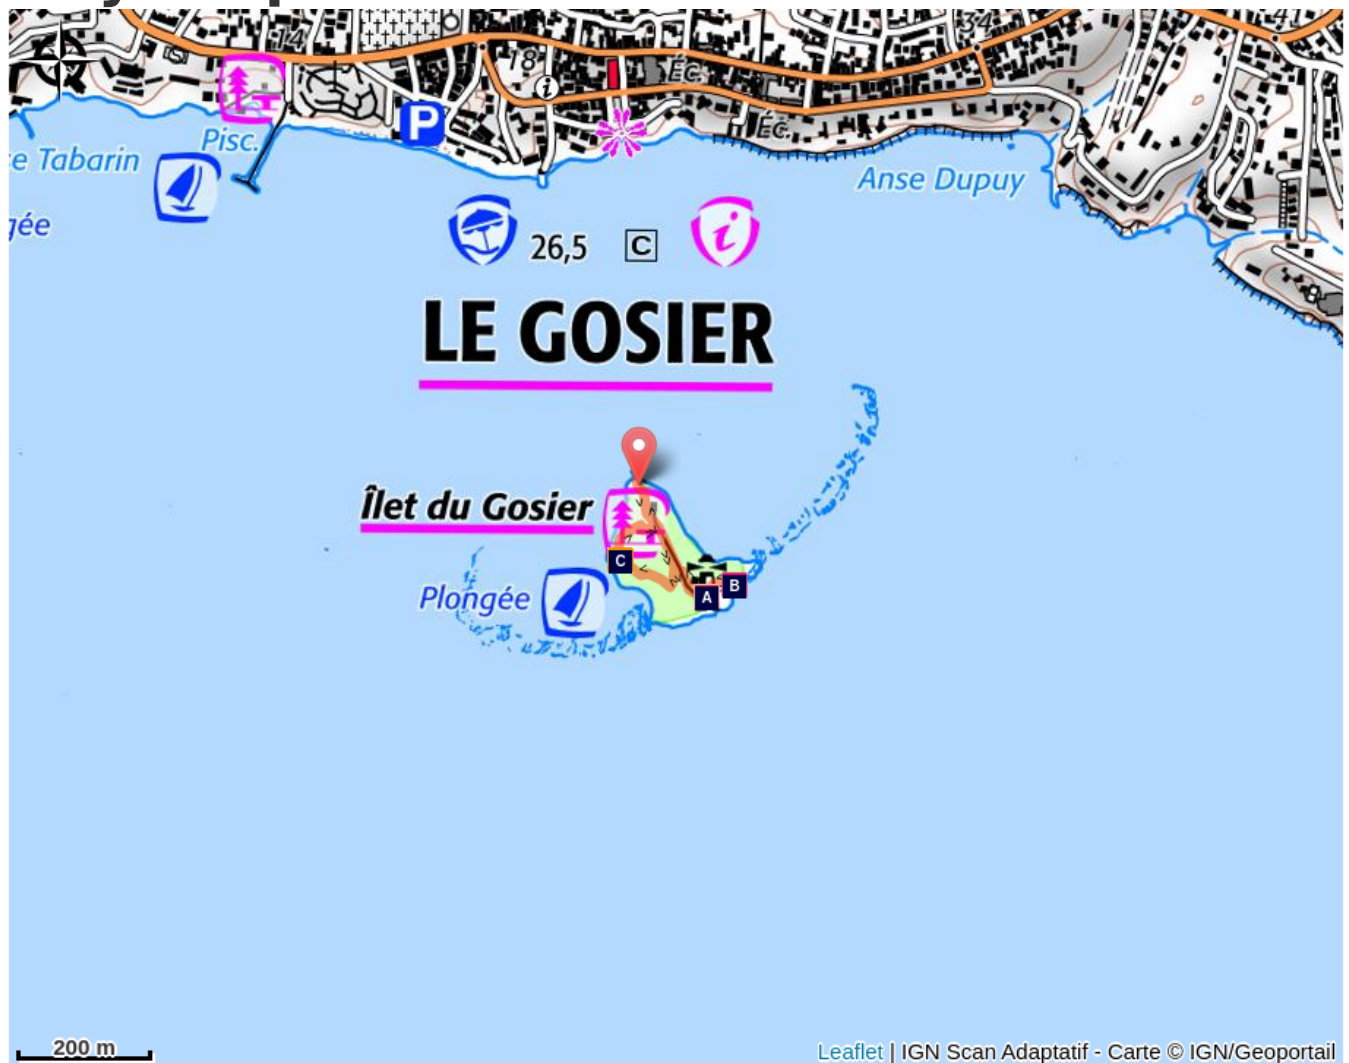 14
18
34
P
i
Éc.
Éc.
Pisc.
e Tabarin
gée
Anse Dupuy
26,5
C
i
LE GOSIER
Îlet du Gosier
C
B
A
Plongée
200 m
Leaflet | IGN Scan Adaptatif - Carte © IGN/Geoportail